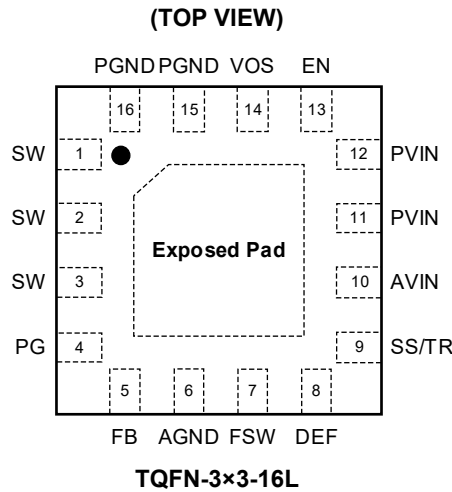 (TOP VIEW)
PGND PGND VOS EN
16 15 14 13
SW 1 12 PVIN
SW 2 11 PVIN
Exposed Pad
SW 3 10 AVIN
PG 4 9 SS/TR
5 6 7 8
FB AGND FSW DEF
TQFN-3×3-16L